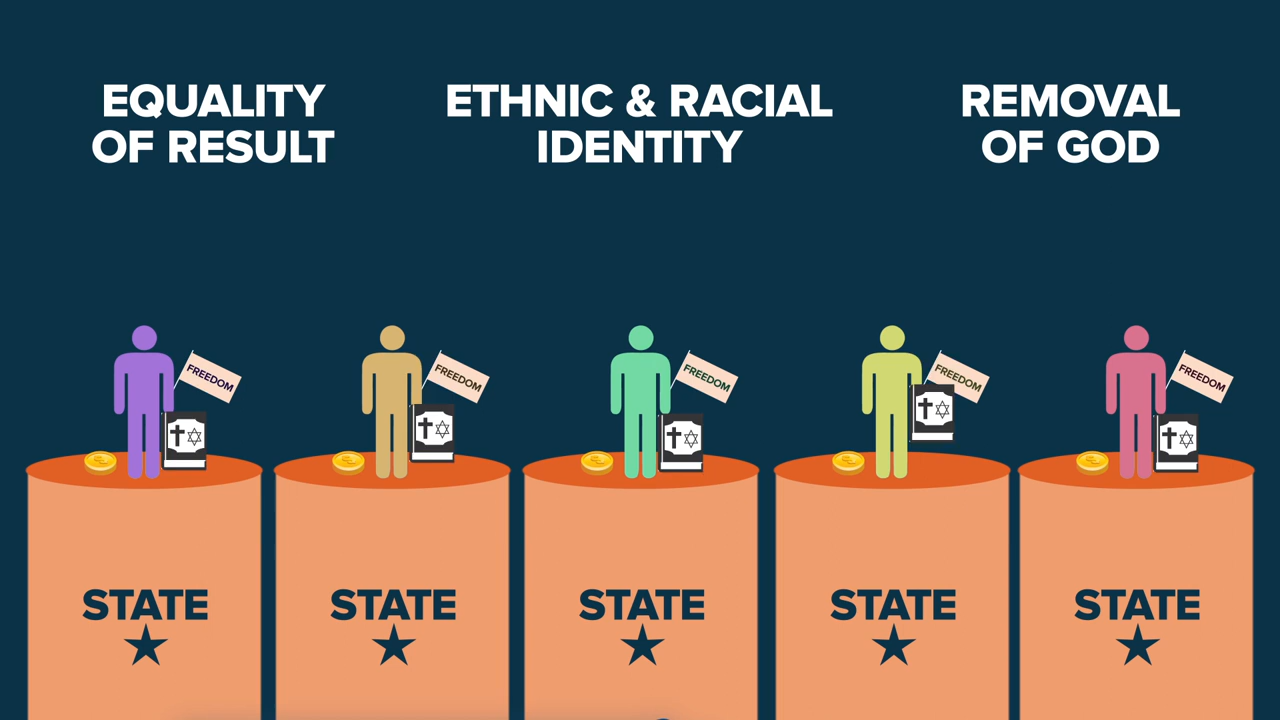 EQUALITY
OF RESULT
ETHNIC & RACIAL
IDENTITY
REMOVAL
OF GOD
FREEDOM
FREEDOM
FREEDOM
FREEDOM
FREEDOM
STATE
STATE
STATE
STATE
STATE